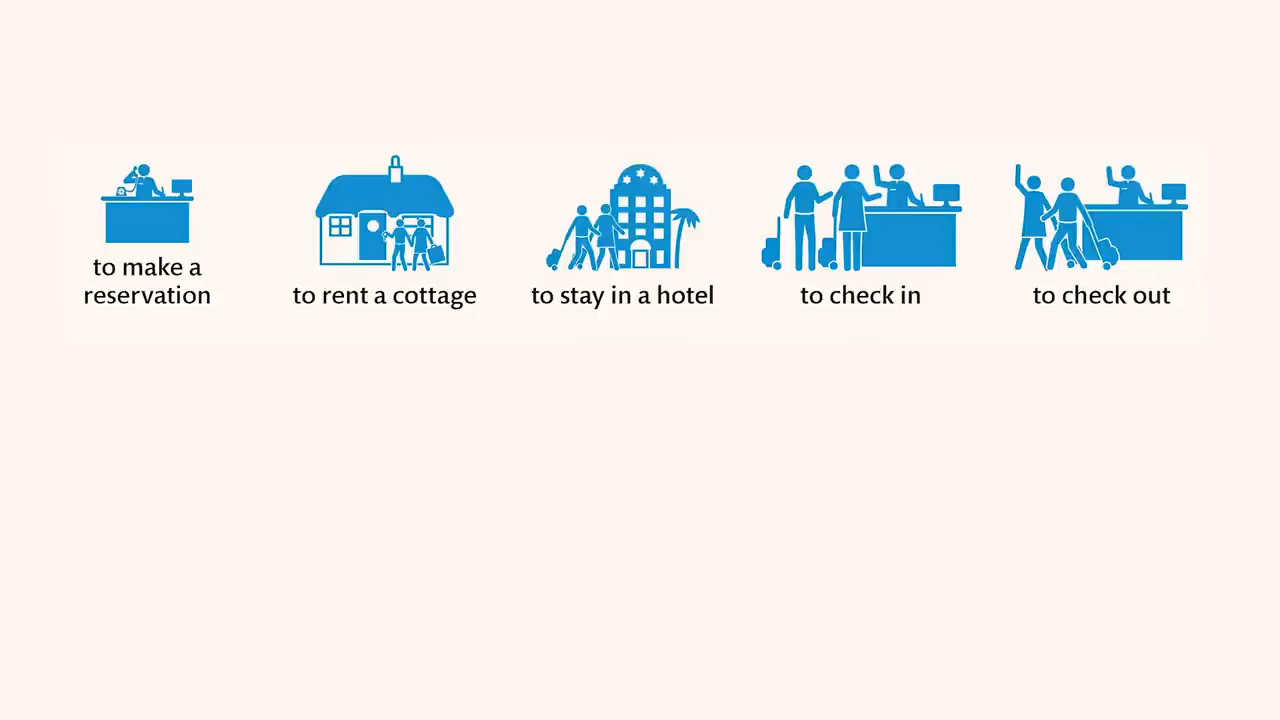 to make a
reservation
to rent a cottage
to stay in a hotel
to check in
to check out